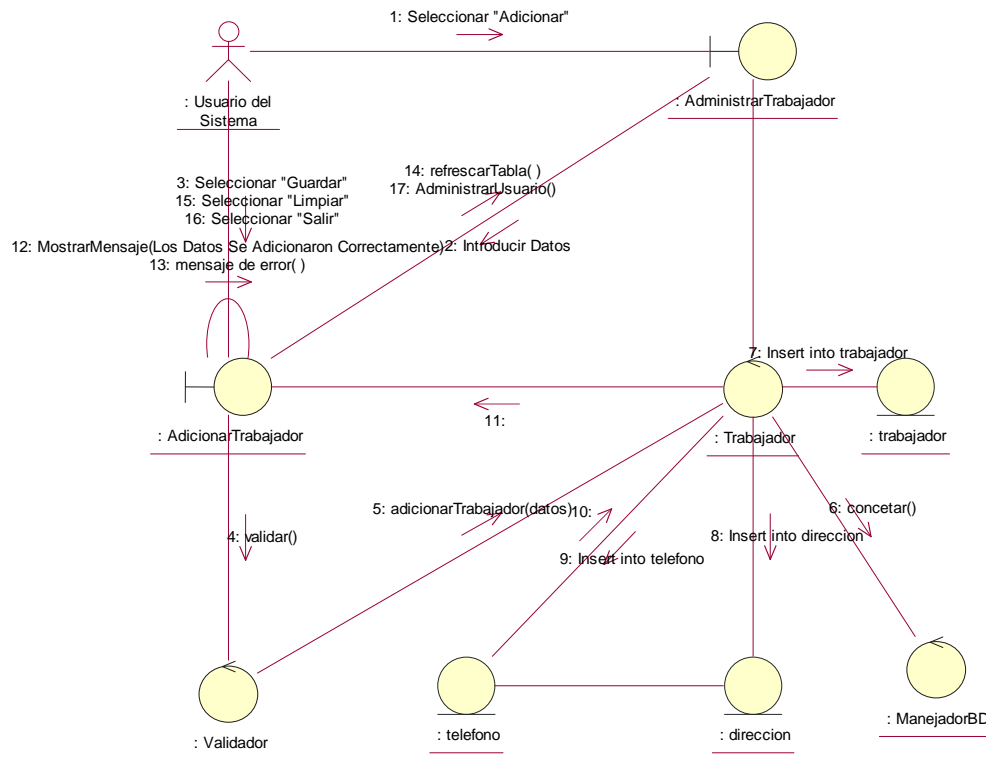 1: Seleccionar "Adicionar"
: Usuario del
Sistema
: AdministrarTrabajador
14: refrescarTabla( )
17: AdministrarUsuario()
3: Seleccionar "Guardar"
15: Seleccionar "Limpiar"
16: Seleccionar "Salir"
12: MostrarMensaje(Los Datos Se Adicionaron Correctamente)
2: Introducir Datos
13: mensaje de error( )
7: Insert into trabajador
11:
: AdicionarTrabajador
: Trabajador
: trabajador
5: adicionarTrabajador(datos)
10:
6: concetar()
4: validar()
8: Insert into direccion
9: Insert into telefono
: Validador
: telefono
: direccion
: ManejadorBD